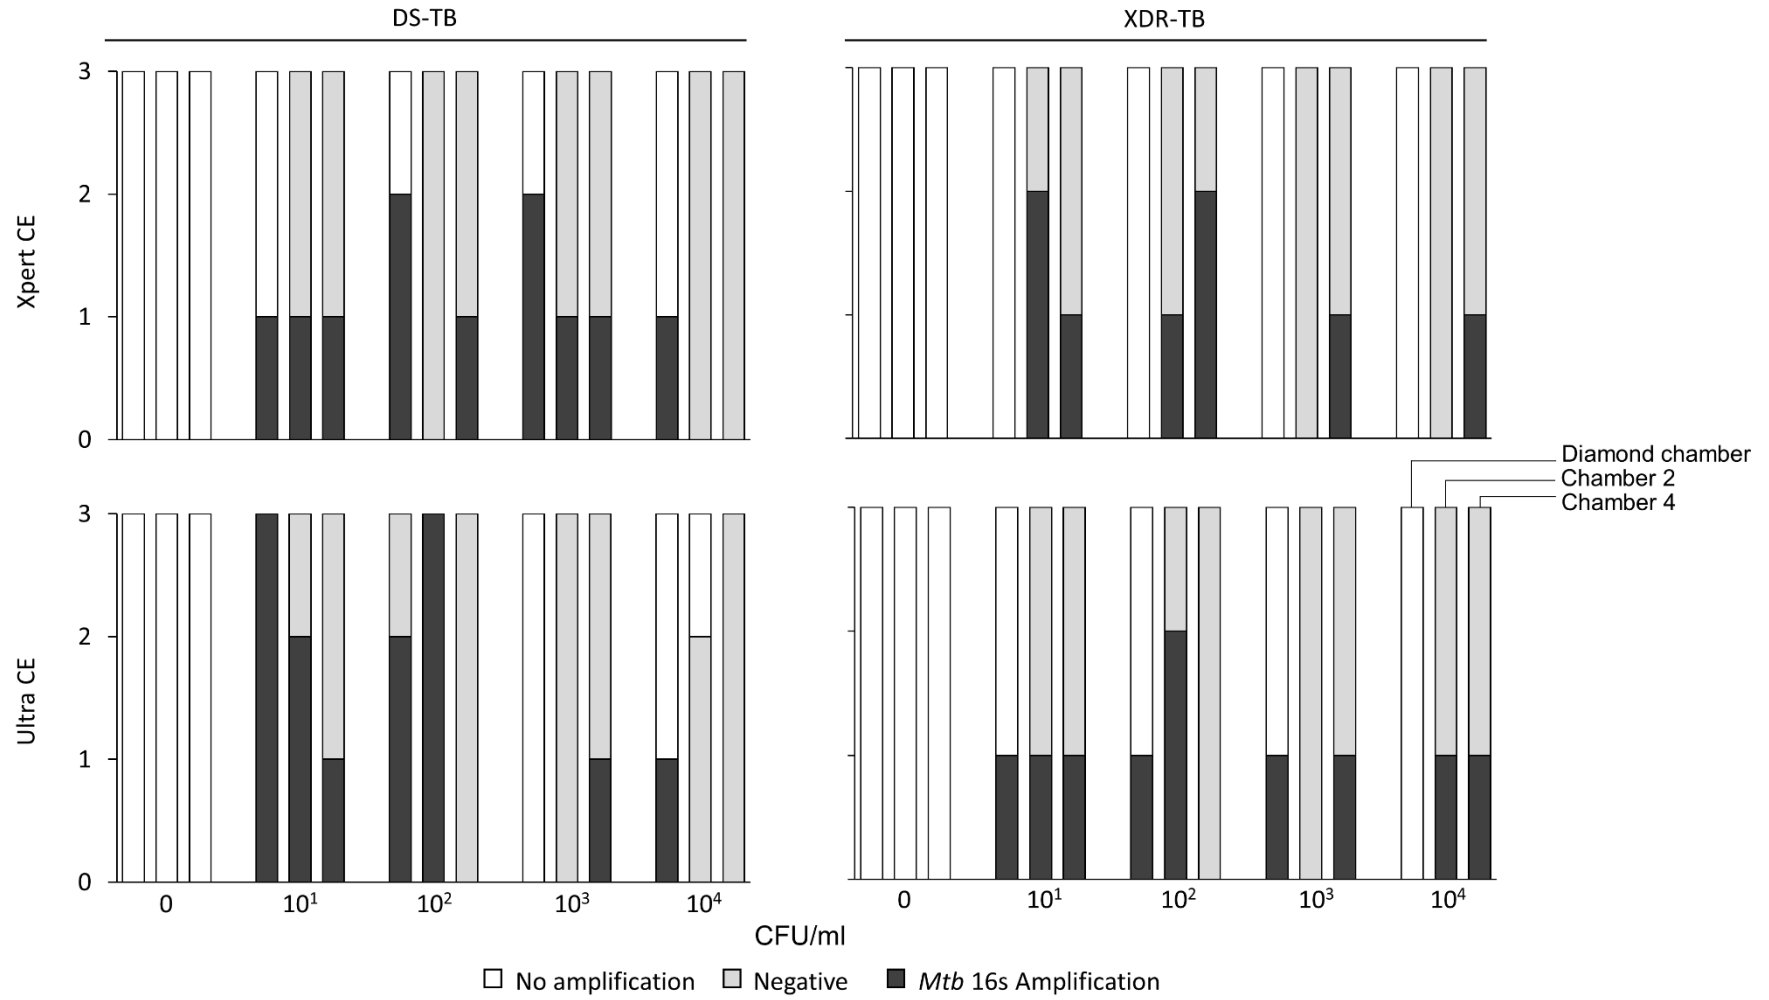 DS-TB
XDR-TB
Xpert CE
3
2
1
0
Diamond chamber
Chamber 2
Chamber 4
Ultra CE
3
2
1
0
0 10¹ 10² 10³ 10⁴
0 10¹ 10² 10³ 10⁴
CFU/ml
No amplification Negative Mtb 16s Amplification